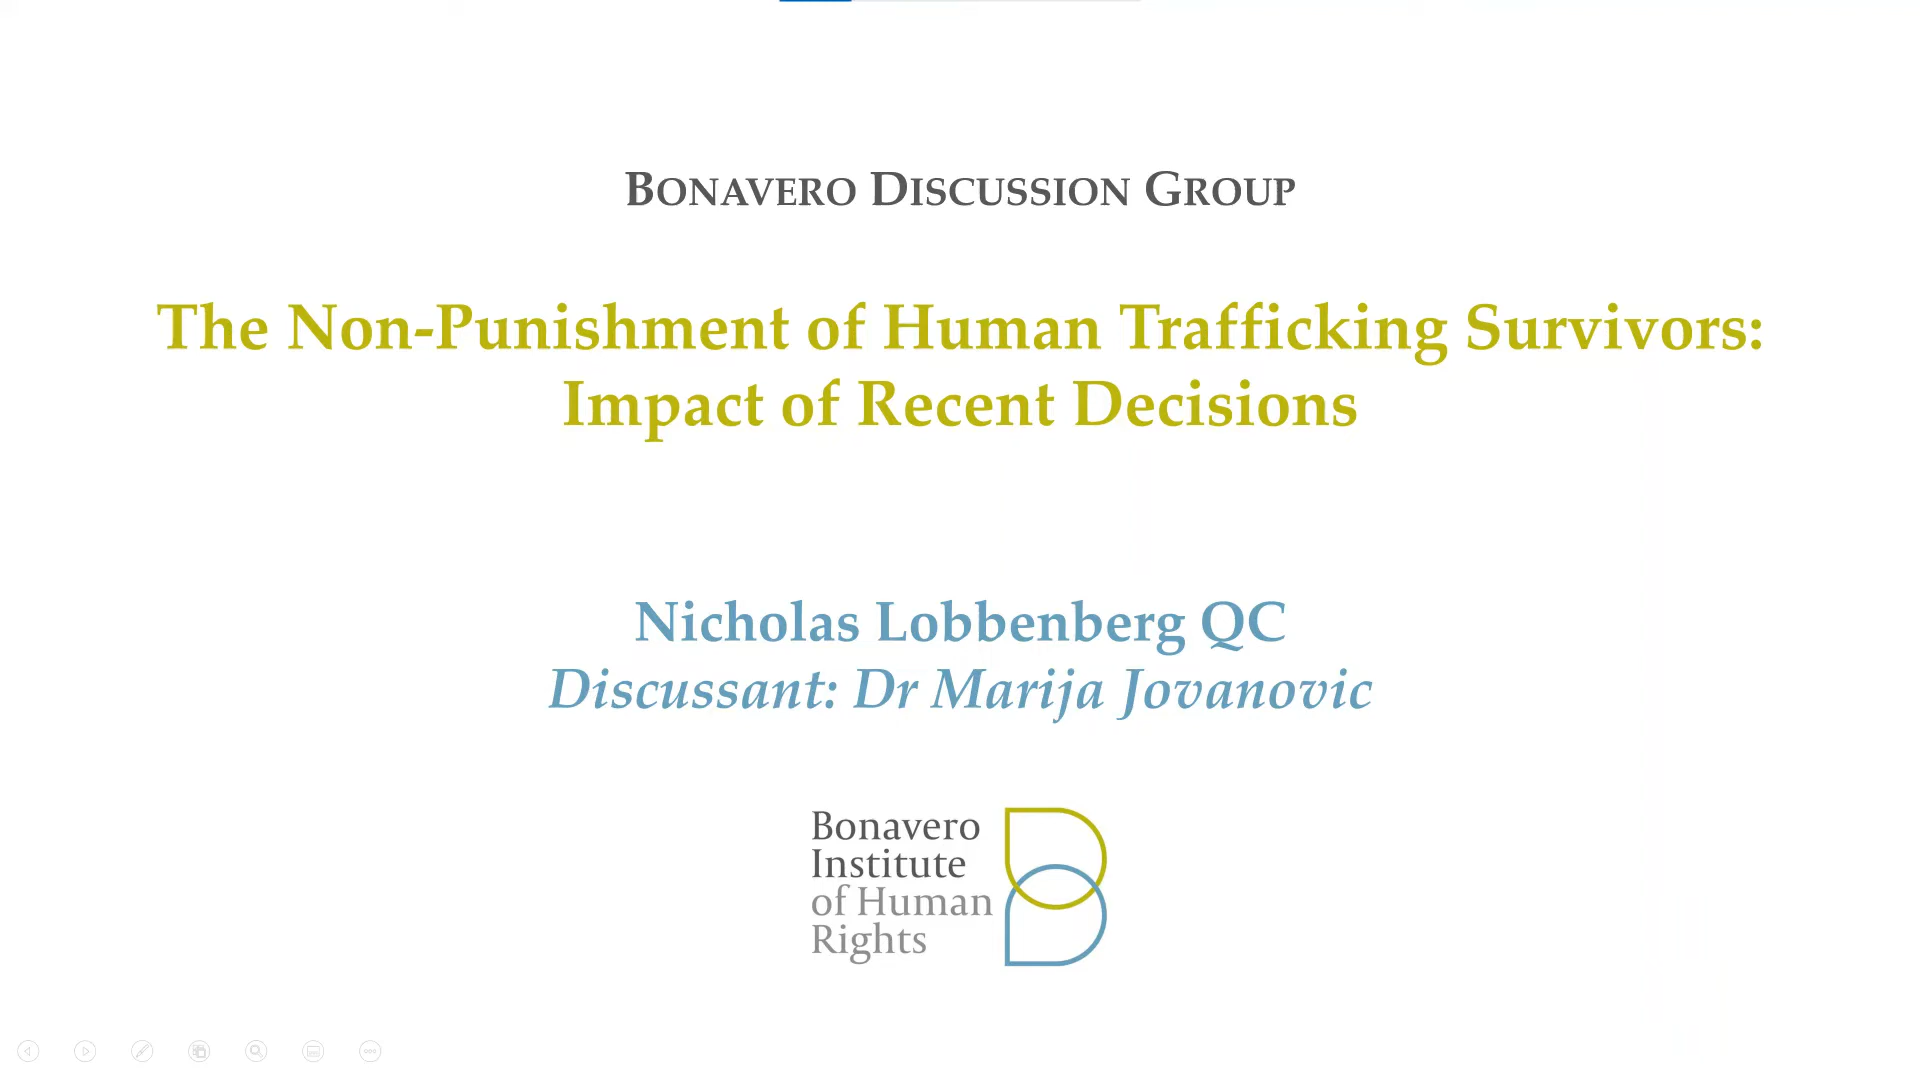 BONAVERO DISCUSSION GROUP
The Non-Punishment of Human Trafficking Survivors:
Impact of Recent Decisions
Nicholas Lobbenberg QC
Discussant: Dr Marija Jovanovic
Bonavero
Institute
of Human
Rights